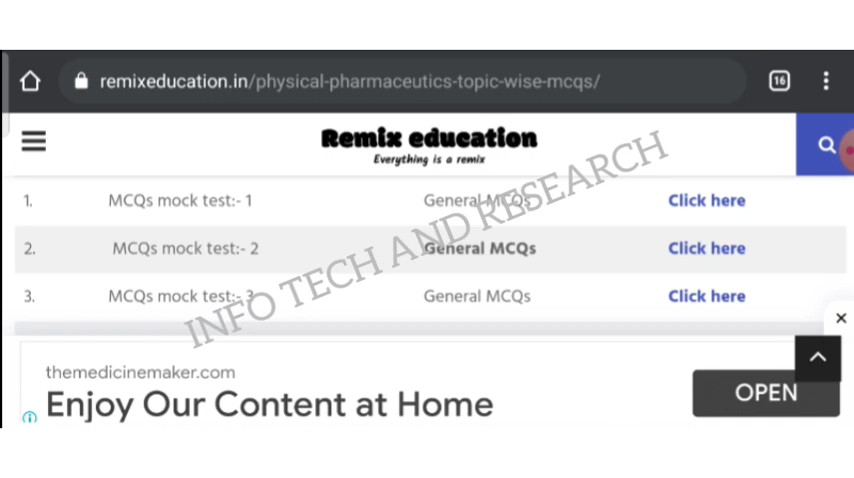 remixeducation.in/physical-pharmaceutics-topic-wise-mcqs/
16
Remix education
Everything is a remix
1. MCQs mock test:- 1 General MCQs Click here
2. MCQs mock test:- 2 General MCQs Click here
3. MCQs mock test:- 3 General MCQs Click here
INFO TECH AND RESEARCH
themedicinemaker.com
Enjoy Our Content at Home
OPEN